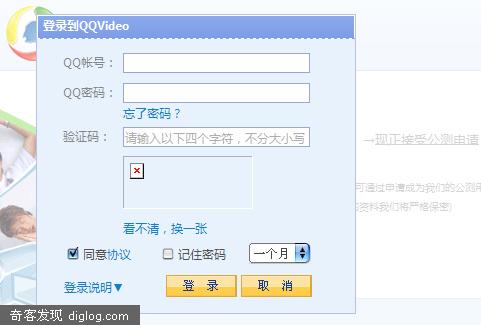 登录到QQVideo
QQ帐号：
QQ密码：
忘了密码？
验证码：
请输入以下四个字符，不分大小写
→现正接受公测申请
可通过申请成为我们的公测用
资料我们将严格保密)
看不清，换一张
同意协议 记住密码 一个月
登录说明▼ 登 录 取 消
奇客发现 diglog.com